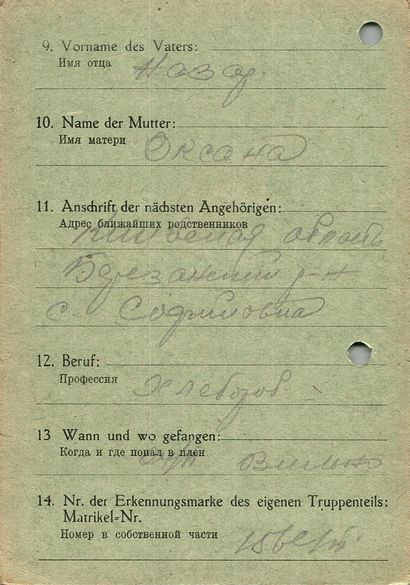 9. Vorname des Vaters:
Имя отца Назар
10. Name der Mutter:
Имя матери
Оксана
11. Anschrift der nächsten Angehörigen:
Адрес ближайших родственников
область
Березанский р-н
с. Софиловка
12. Beruf:
Профессия
Хлебороб
13 Wann und wo gefangen:
Когда и где попал в плен
Вильно
14. Nr. der Erkennungsmarke des eigenen Truppenteils:
Matrikel-Nr.
Номер в собственной части